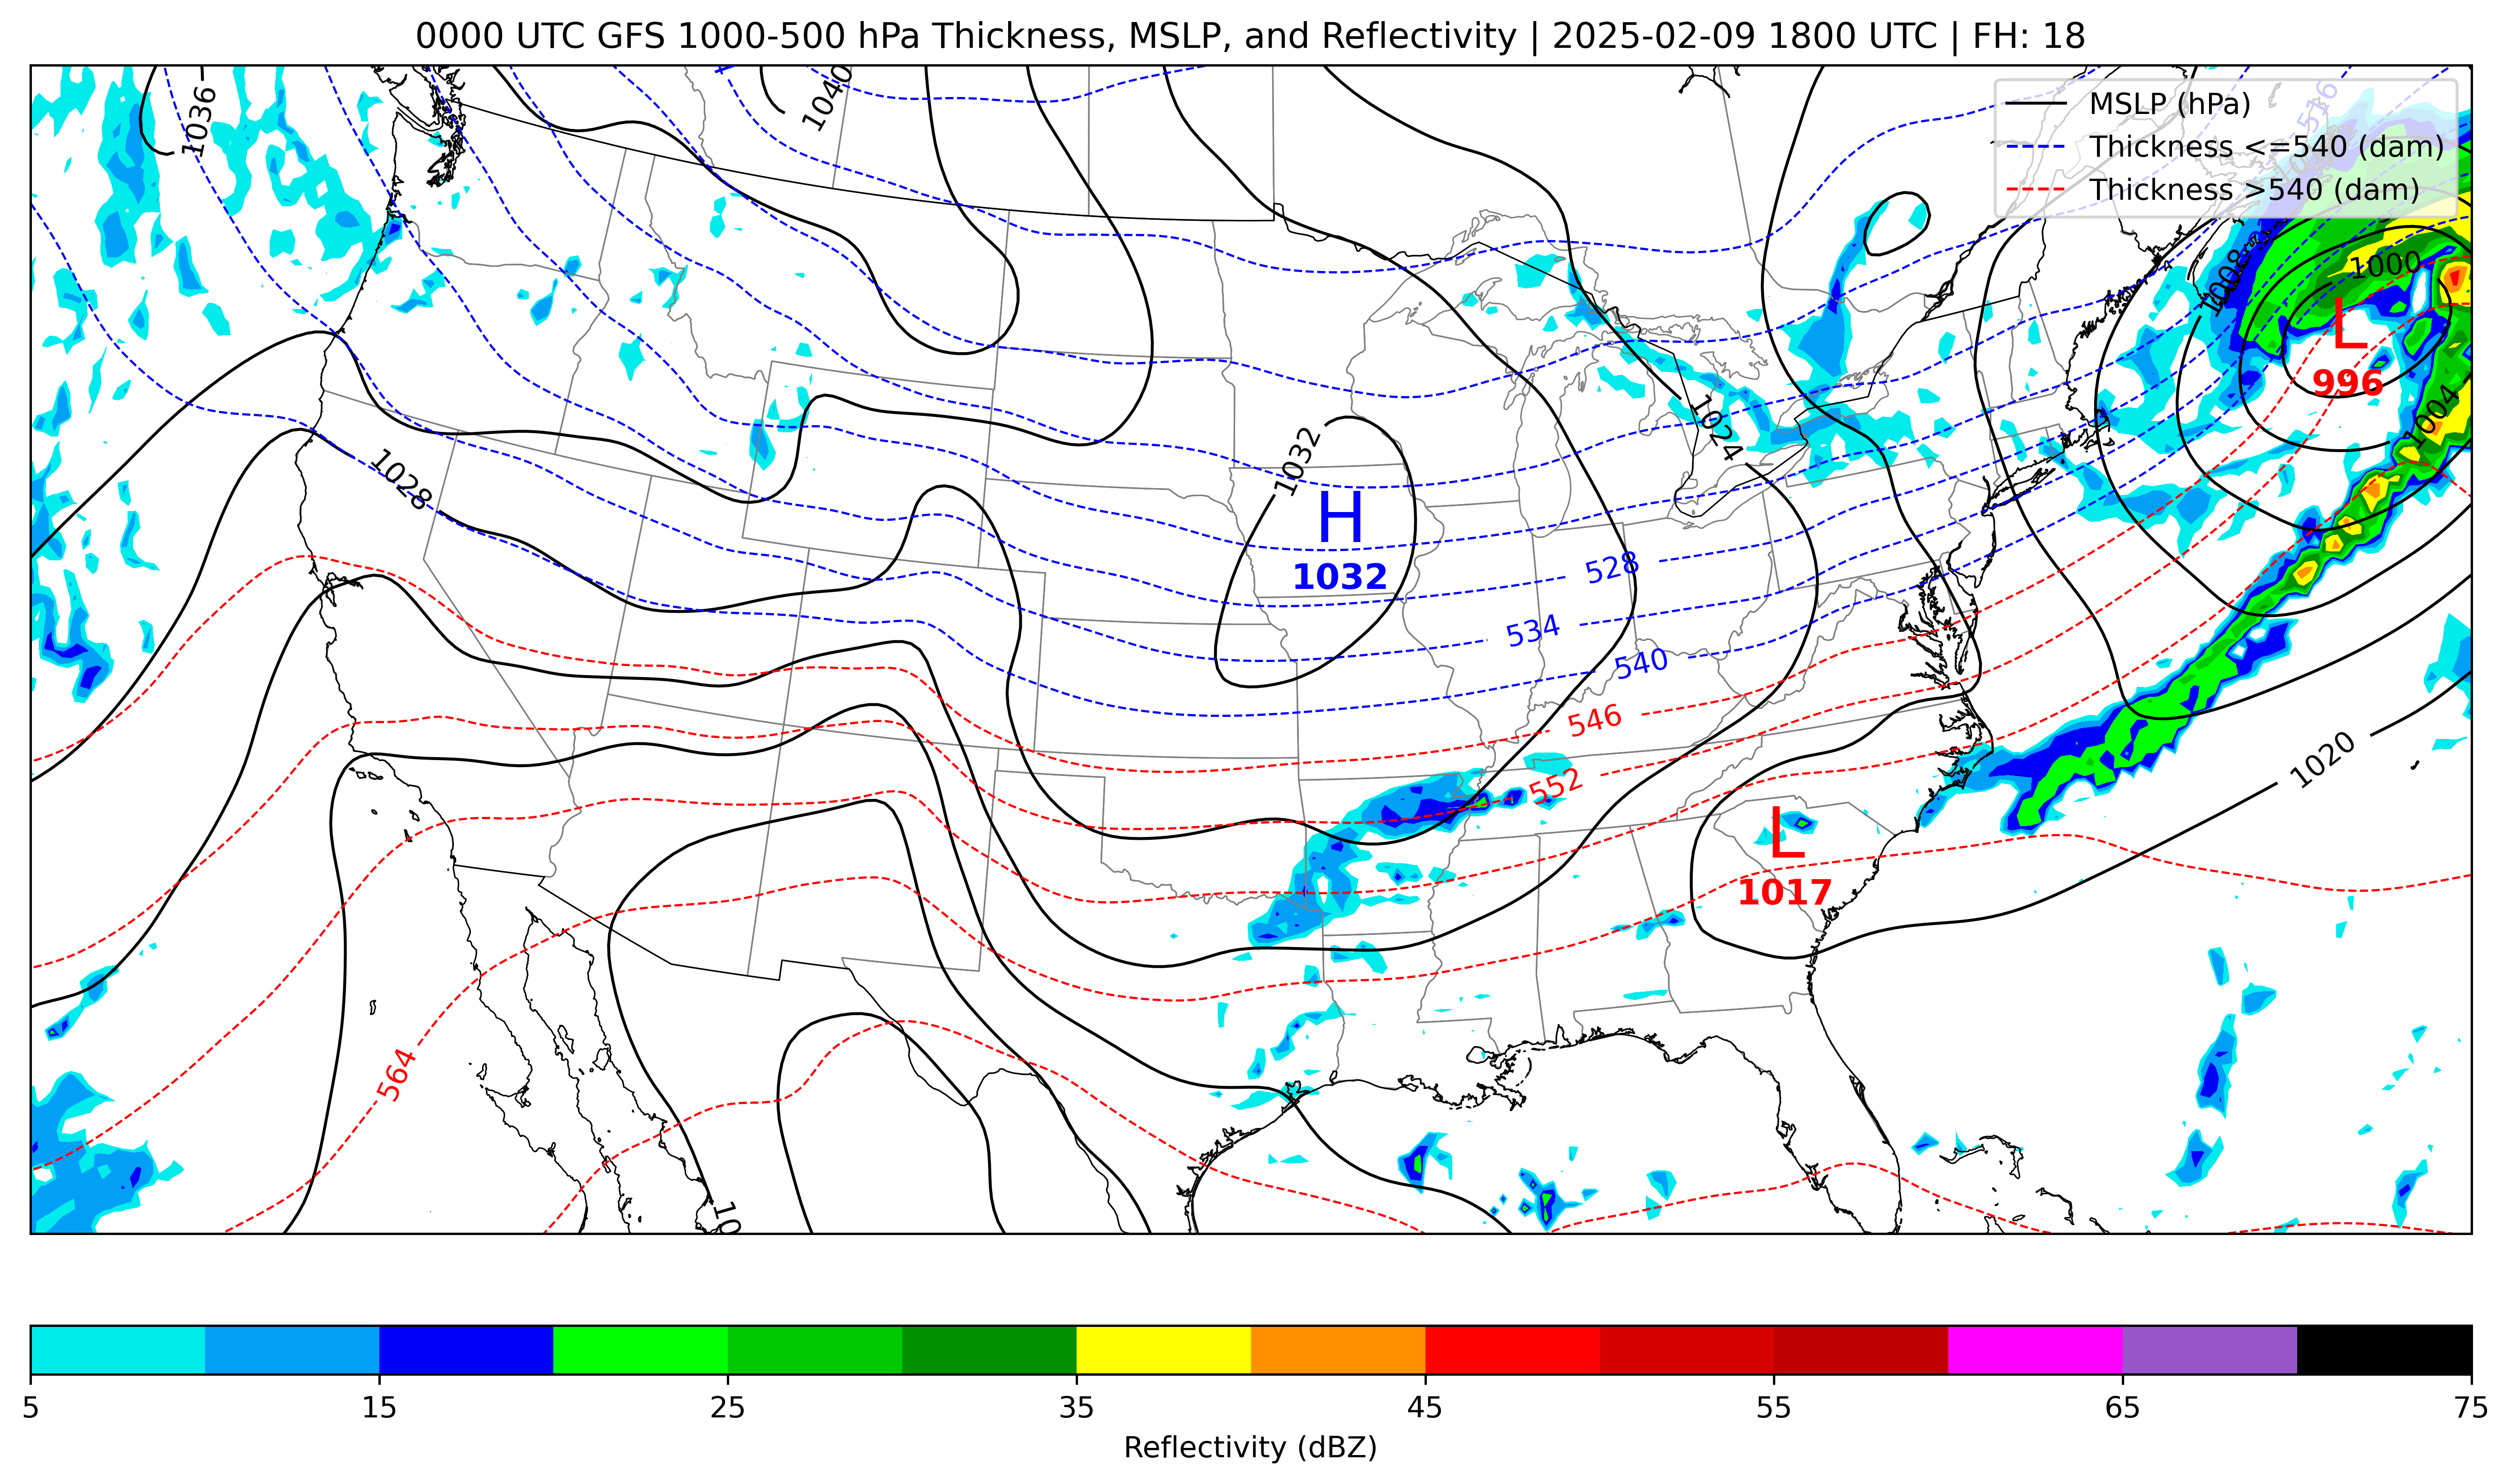 0000 UTC GFS 1000-500 hPa Thickness, MSLP, and Reflectivity | 2025-02-09 1800 UTC | FH: 18
MSLP (hPa)
Thickness <=540 (dam)
Thickness >540 (dam)
1036
1040
516
1008
1000
L
996
1004
1032
1024
1028
H
1032
528
534
540
546
552
1020
L
1017
564
10
5 15 25 35 45 55 65 75
Reflectivity (dBZ)